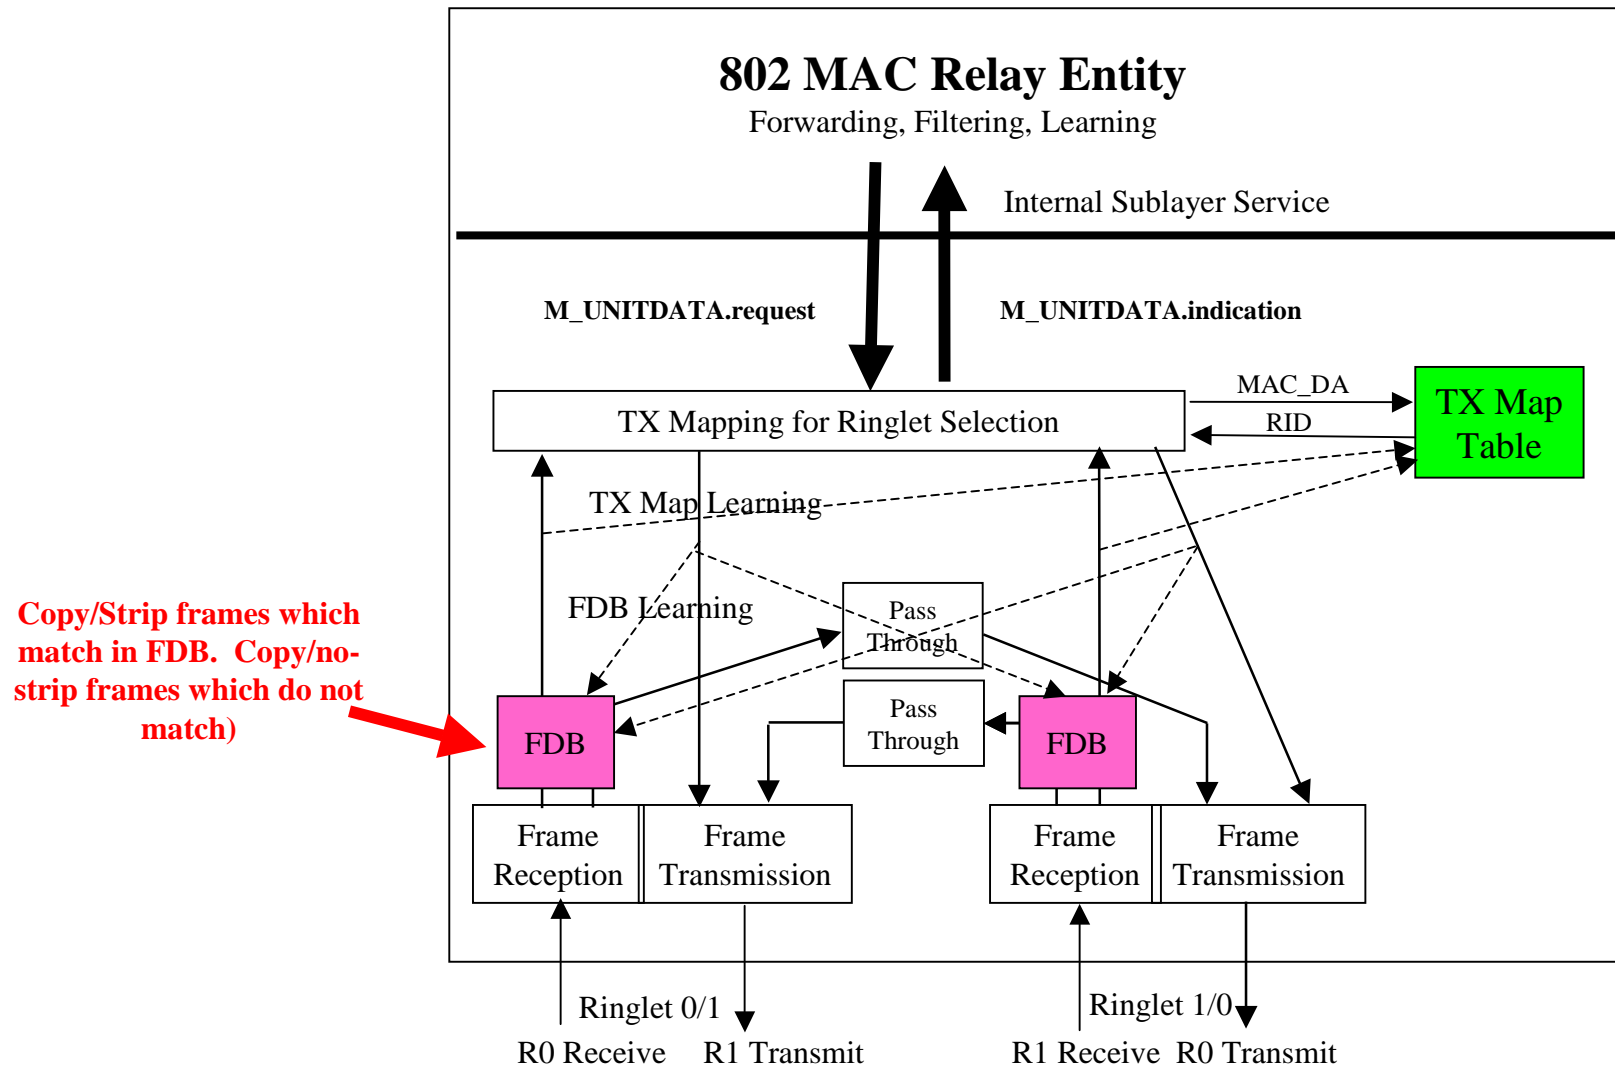 802 MAC Relay Entity
Forwarding, Filtering, Learning
Internal Sublayer Service
M_UNITDATA.request
M_UNITDATA.indication
TX Mapping for Ringlet Selection
MAC_DA
RID
TX Map
Table
TX Map Learning
FDB Learning
Copy/Strip frames which
match in FDB.  Copy/no-
strip frames which do not
match)
Pass
Through
Pass
Through
FDB
FDB
Frame
Reception
Frame
Transmission
Frame
Reception
Frame
Transmission
Ringlet 0/1
Ringlet 1/0
R0 Receive
R1 Transmit
R1 Receive
R0 Transmit